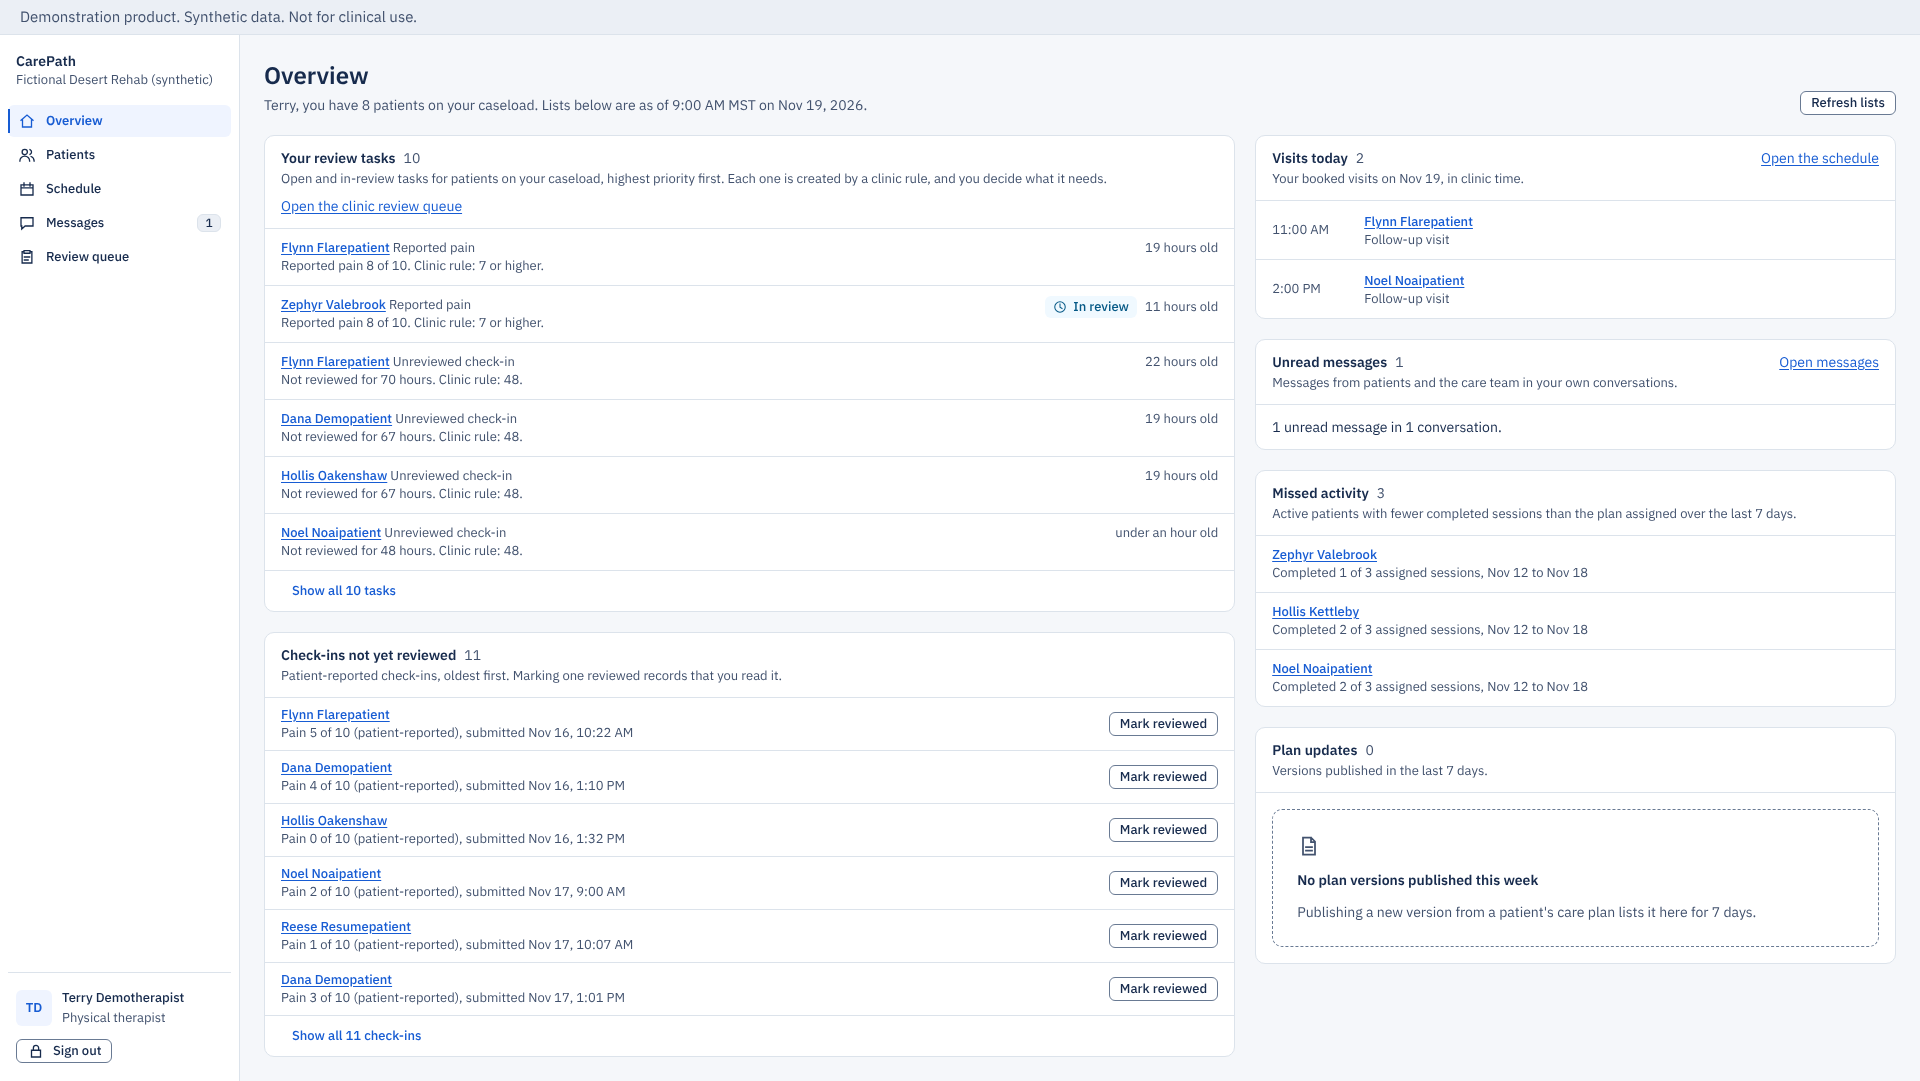 Demonstration product. Synthetic data. Not for clinical use.
CarePath
Fictional Desert Rehab (synthetic)
Overview
Patients
Schedule
Messages 1
Review queue
TD
Terry Demotherapist
Physical therapist
Sign out
Overview
Terry, you have 8 patients on your caseload. Lists below are as of 9:00 AM MST on Nov 19, 2026.
Refresh lists
Your review tasks 10
Open and in-review tasks for patients on your caseload, highest priority first. Each one is created by a clinic rule, and you decide what it needs.
Open the clinic review queue
Flynn Flarepatient Reported pain 19 hours old
Reported pain 8 of 10. Clinic rule: 7 or higher.
Zephyr Valebrook Reported pain In review 11 hours old
Reported pain 8 of 10. Clinic rule: 7 or higher.
Flynn Flarepatient Unreviewed check-in 22 hours old
Not reviewed for 70 hours. Clinic rule: 48.
Dana Demopatient Unreviewed check-in 19 hours old
Not reviewed for 67 hours. Clinic rule: 48.
Hollis Oakenshaw Unreviewed check-in 19 hours old
Not reviewed for 67 hours. Clinic rule: 48.
Noel Noaipatient Unreviewed check-in under an hour old
Not reviewed for 48 hours. Clinic rule: 48.
Show all 10 tasks
Check-ins not yet reviewed 11
Patient-reported check-ins, oldest first. Marking one reviewed records that you read it.
Flynn Flarepatient
Pain 5 of 10 (patient-reported), submitted Nov 16, 10:22 AM
Mark reviewed
Dana Demopatient
Pain 4 of 10 (patient-reported), submitted Nov 16, 1:10 PM
Mark reviewed
Hollis Oakenshaw
Pain 0 of 10 (patient-reported), submitted Nov 16, 1:32 PM
Mark reviewed
Noel Noaipatient
Pain 2 of 10 (patient-reported), submitted Nov 17, 9:00 AM
Mark reviewed
Reese Resumepatient
Pain 1 of 10 (patient-reported), submitted Nov 17, 10:07 AM
Mark reviewed
Dana Demopatient
Pain 3 of 10 (patient-reported), submitted Nov 17, 1:01 PM
Mark reviewed
Show all 11 check-ins
Visits today 2
Open the schedule
Your booked visits on Nov 19, in clinic time.
11:00 AM
Flynn Flarepatient
Follow-up visit
2:00 PM
Noel Noaipatient
Follow-up visit
Unread messages 1
Open messages
Messages from patients and the care team in your own conversations.
1 unread message in 1 conversation.
Missed activity 3
Active patients with fewer completed sessions than the plan assigned over the last 7 days.
Zephyr Valebrook
Completed 1 of 3 assigned sessions, Nov 12 to Nov 18
Hollis Kettleby
Completed 2 of 3 assigned sessions, Nov 12 to Nov 18
Noel Noaipatient
Completed 2 of 3 assigned sessions, Nov 12 to Nov 18
Plan updates 0
Versions published in the last 7 days.
No plan versions published this week
Publishing a new version from a patient's care plan lists it here for 7 days.